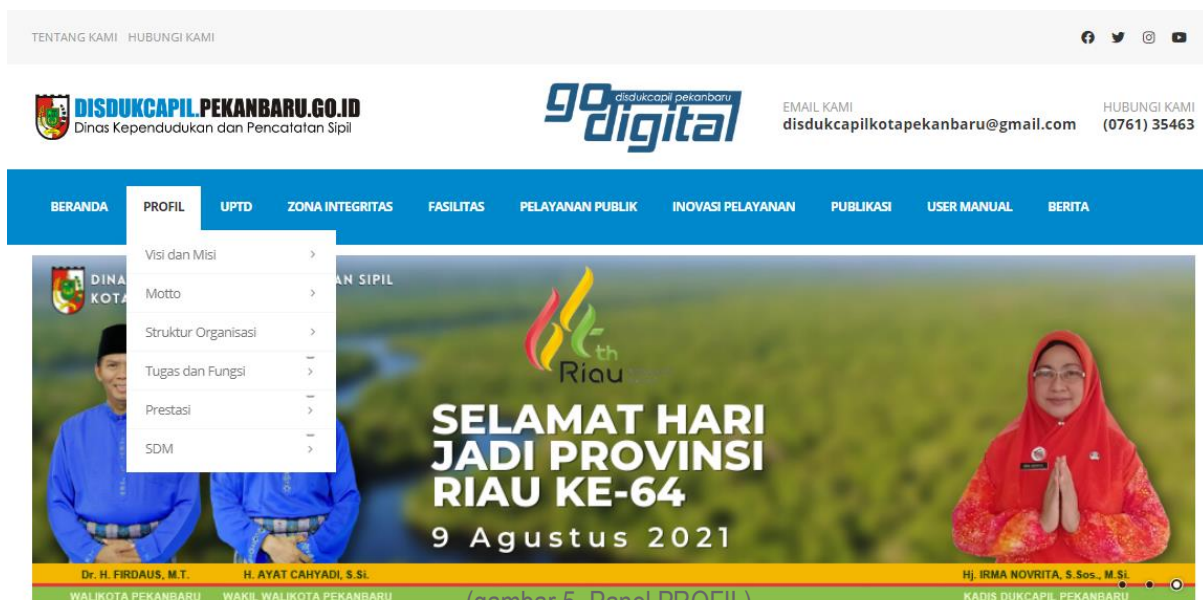 TENTANG KAMI HUBUNGI KAMI
DISDUKCAPIL.PEKANBARU.GO.ID
Dinas Kependudukan dan Pencatatan Sipil
go digital
disdukcapil pekanbaru
EMAIL KAMI
disdukcapilkotapekanbaru@gmail.com
HUBUNGI KAMI
(0761) 35463
BERANDA PROFIL UPTD ZONA INTEGRITAS FASILITAS PELAYANAN PUBLIK INOVASI PELAYANAN PUBLIKASI USER MANUAL BERITA
Visi dan Misi
Motto
Struktur Organisasi
Tugas dan Fungsi
Prestasi
SDM
DINA
AN SIPIL
KOTA
th
Riau
SELAMAT HARI
JADI PROVINSI
RIAU KE-64
9 Agustus 2021
Dr. H. FIRDAUS, M.T. H. AYAT CAHYADI, S.Si. Hj. IRMA NOVRITA, S.Sos., M.Si.
WALIKOTA PEKANBARU WAKIL WALIKOTA PEKANBARU KADIS DUKCAPIL PEKANBARU
(gambar 5. Panel PROFIL)